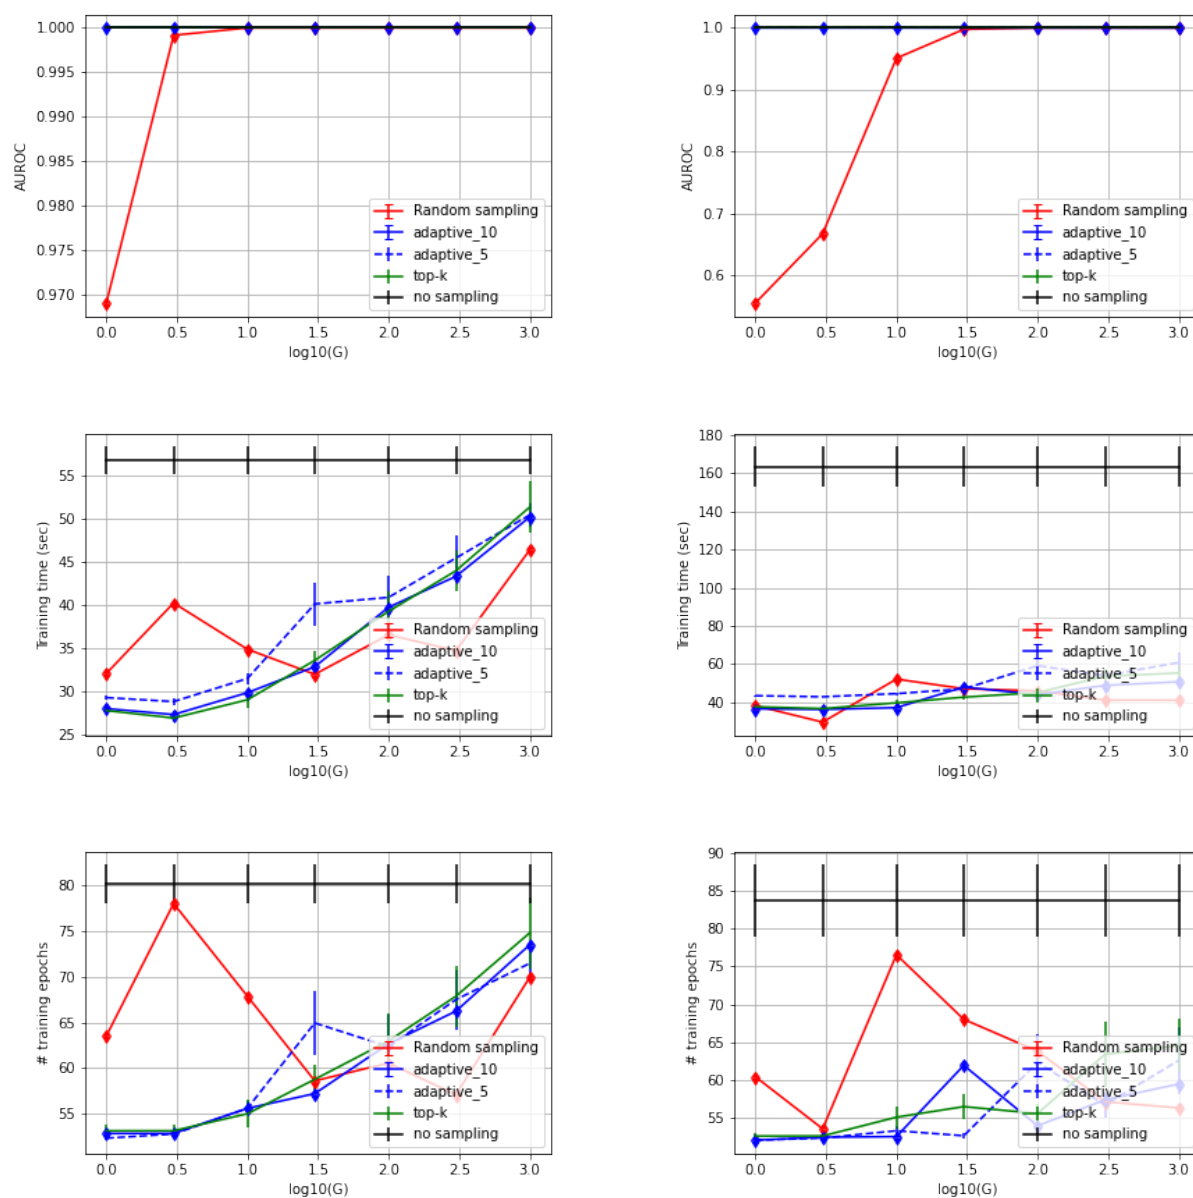 1.000
0.995
0.990
0.985
0.980
0.975
0.970
AUROC
Random sampling
adaptive_10
adaptive_5
top-k
no sampling
0.0 0.5 1.0 1.5 2.0 2.5 3.0
log10(G)
1.0
0.9
0.8
0.7
0.6
AUROC
Random sampling
adaptive_10
adaptive_5
top-k
no sampling
0.0 0.5 1.0 1.5 2.0 2.5 3.0
log10(G)
55
50
45
40
35
30
25
Training time (sec)
Random sampling
adaptive_10
adaptive_5
top-k
no sampling
0.0 0.5 1.0 1.5 2.0 2.5 3.0
log10(G)
180
160
140
120
100
80
60
40
Training time (sec)
Random sampling
adaptive_10
adaptive_5
top-k
no sampling
0.0 0.5 1.0 1.5 2.0 2.5 3.0
log10(G)
80
75
70
65
60
55
# training epochs
Random sampling
adaptive_10
adaptive_5
top-k
no sampling
0.0 0.5 1.0 1.5 2.0 2.5 3.0
log10(G)
90
85
80
75
70
65
60
55
# training epochs
Random sampling
adaptive_10
adaptive_5
top-k
no sampling
0.0 0.5 1.0 1.5 2.0 2.5 3.0
log10(G)